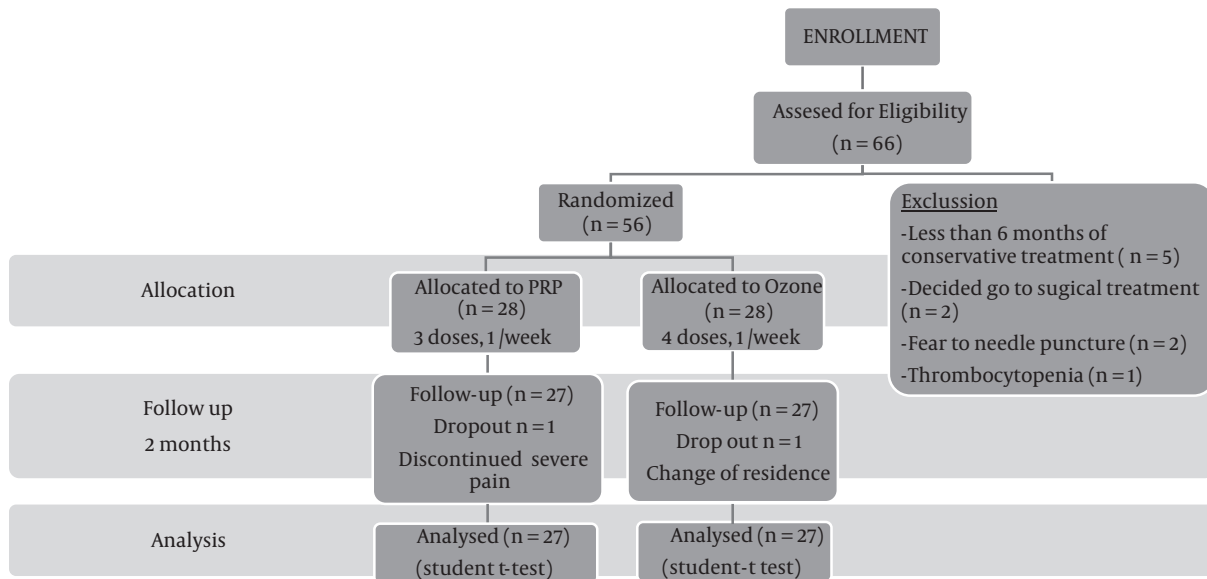 ENROLLMENT
Assesed for Eligibility
(n = 66)
Randomized
(n = 56)
Exclussion
-Less than 6 months of
conservative treatment ( n = 5)
-Decided go to sugical treatment
(n = 2)
-Fear to needle puncture (n = 2)
-Thrombocytopenia (n = 1)
Allocation
Allocated to PRP
(n = 28)
3 doses, 1 /week
Allocated to Ozone
(n = 28)
4 doses, 1/week
Follow up
2 months
Follow-up (n = 27)
Dropout n = 1
Discontinued severe
pain
Follow-up (n = 27)
Drop out n = 1
Change of residence
Analysis
Analysed (n = 27)
(student t-test)
Analysed (n = 27)
(student-t test)